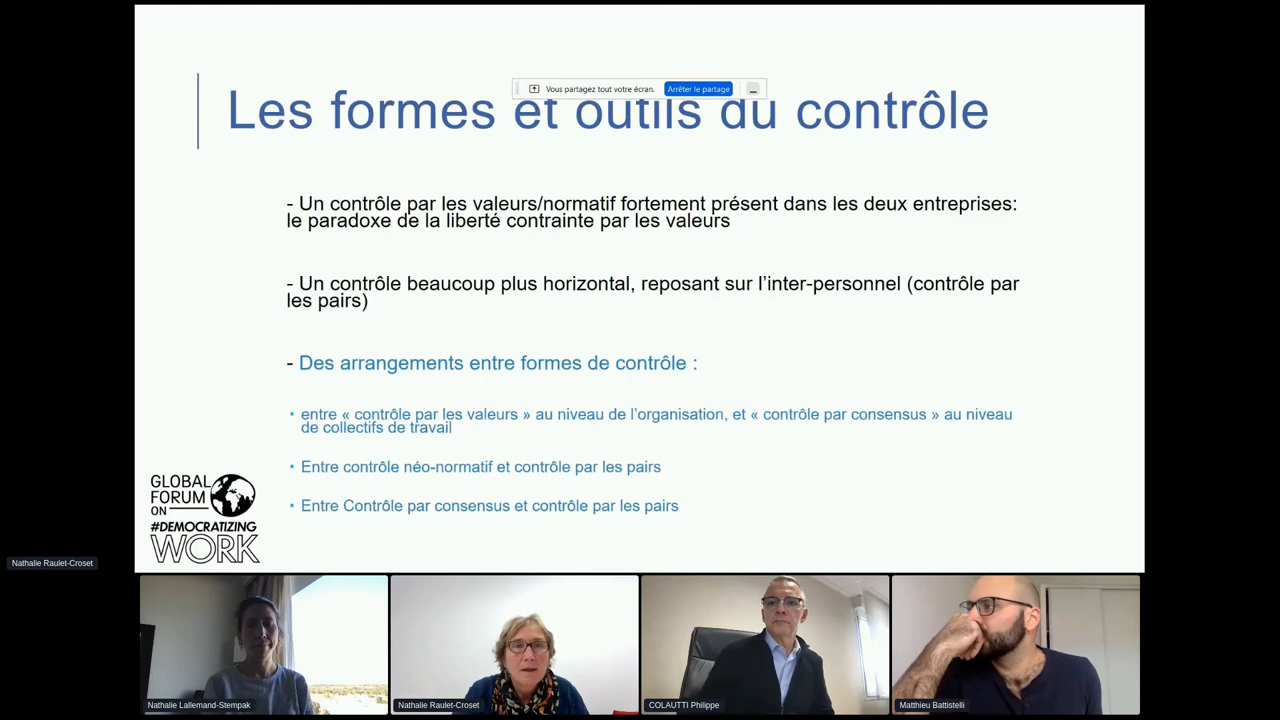 Vous partagez tout votre écran. Arrêter le partage
Les formes et outils du contrôle
- Un contrôle par les valeurs/normatif fortement présent dans les deux entreprises:
le paradoxe de la liberté contrainte par les valeurs
- Un contrôle beaucoup plus horizontal, reposant sur l'inter-personnel (contrôle par
les pairs)
- Des arrangements entre formes de contrôle :
• entre « contrôle par les valeurs » au niveau de l'organisation, et « contrôle par consensus » au niveau
de collectifs de travail
• Entre contrôle néo-normatif et contrôle par les pairs
• Entre Contrôle par consensus et contrôle par les pairs
GLOBAL
FORUM
ON
#DEMOCRATIZING
WORK
Nathalie Raulet-Croset
Nathalie Lallemand-Stempak
Nathalie Raulet-Croset
COLAUTTI Philippe
Matthieu Battistelli